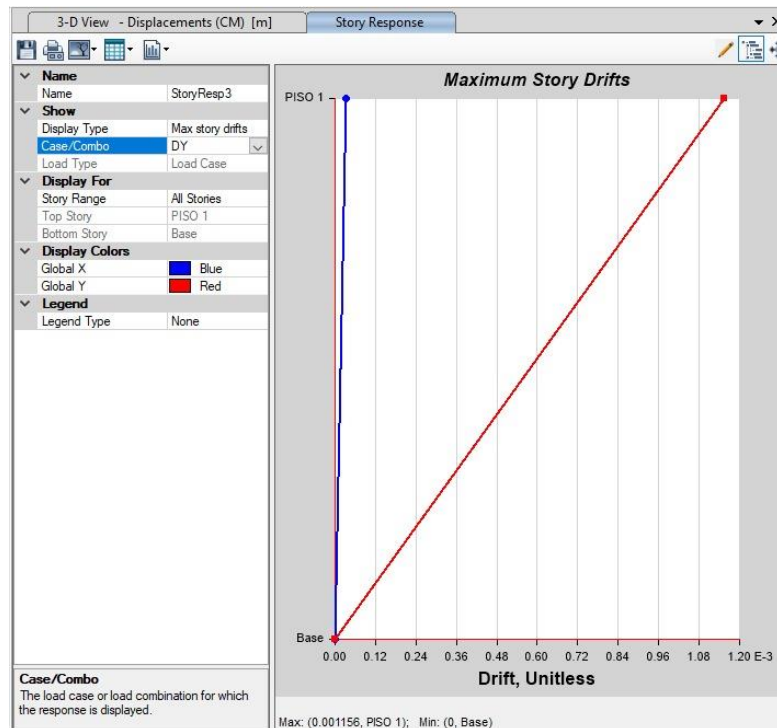 3-D View - Displacements (CM) [m]
Story Response
Name
Name StoryResp3
Show
Display Type Max story drifts
Case/Combo DY
Load Type Load Case
Display For
Story Range All Stories
Top Story PISO 1
Bottom Story Base
Display Colors
Global X Blue
Global Y Red
Legend
Legend Type None
Case/Combo
The load case or load combination for which
the response is displayed.
Maximum Story Drifts
PISO 1
Base
0.00 0.12 0.24 0.36 0.48 0.60 0.72 0.84 0.96 1.08 1.20 E-3
Drift, Unitless
Max: (0.001156, PISO 1); Min: (0, Base)